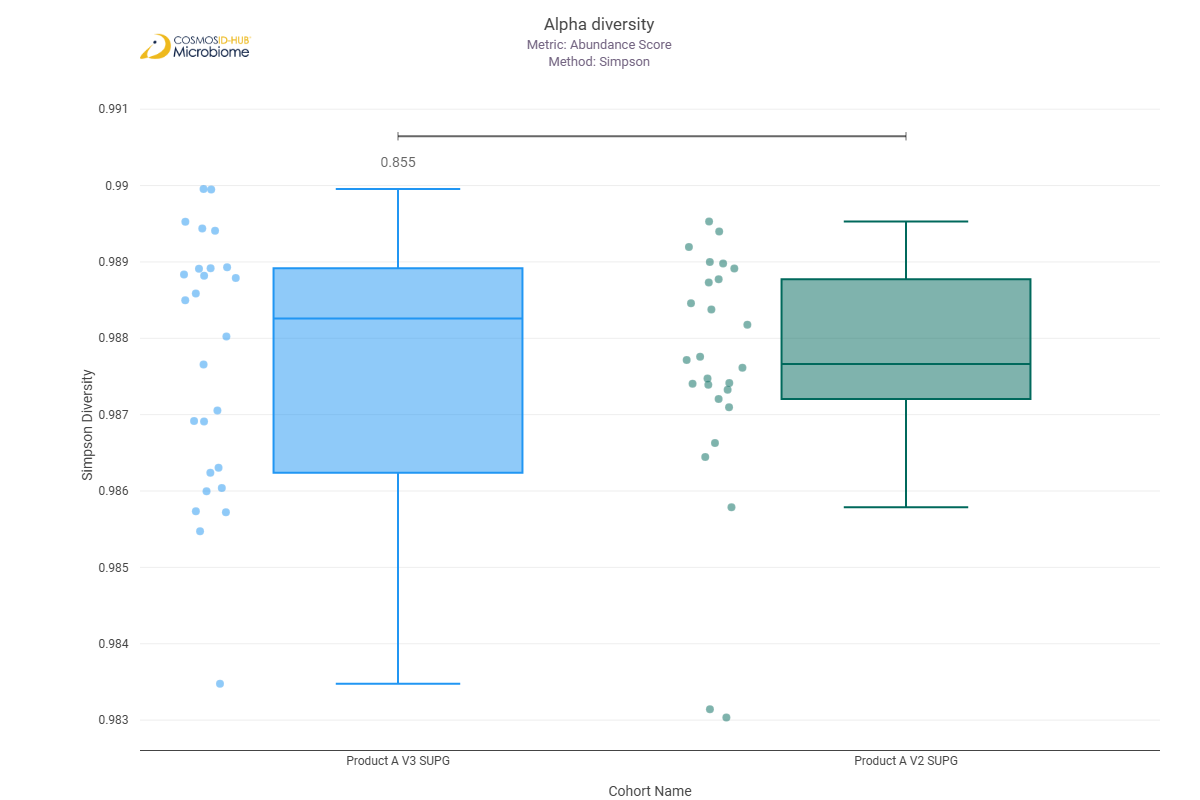 Alpha diversity
Metric: Abundance Score
Method: Simpson
COSMOSID-HUB
Microbiome
0.991
0.855
0.99
0.989
0.988
0.987
0.986
0.985
0.984
0.983
Simpson Diversity
Product A V3 SUPG
Product A V2 SUPG
Cohort Name